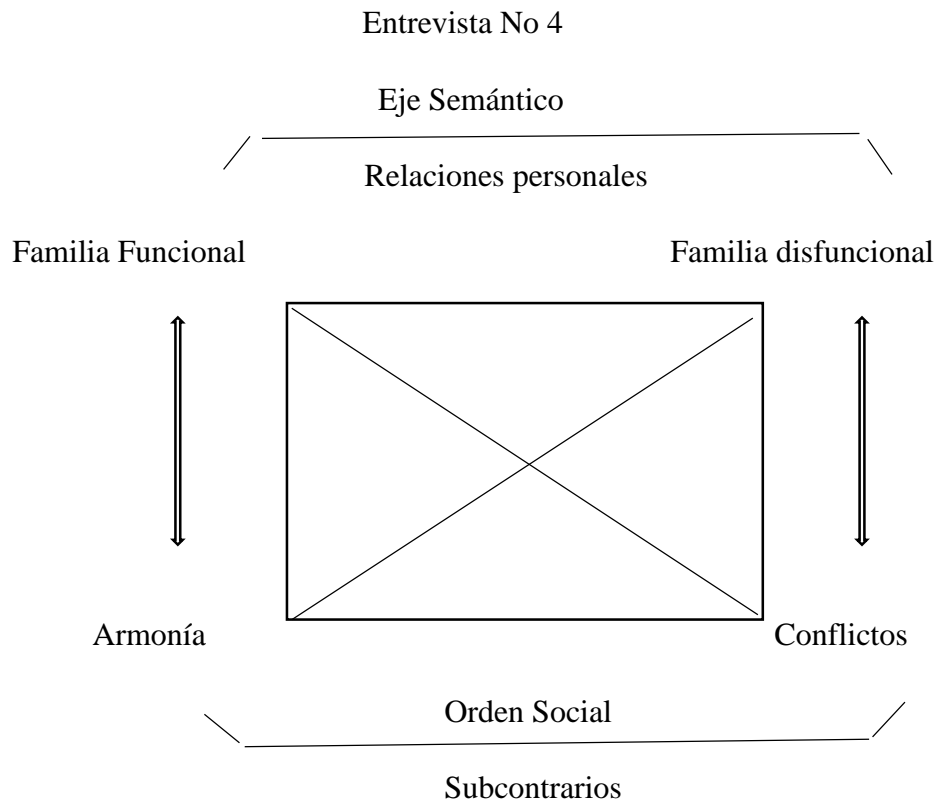 Entrevista No 4
Eje Semántico
Relaciones personales
Familia Funcional
Familia disfuncional
Armonía
Conflictos
Orden Social
Subcontrarios